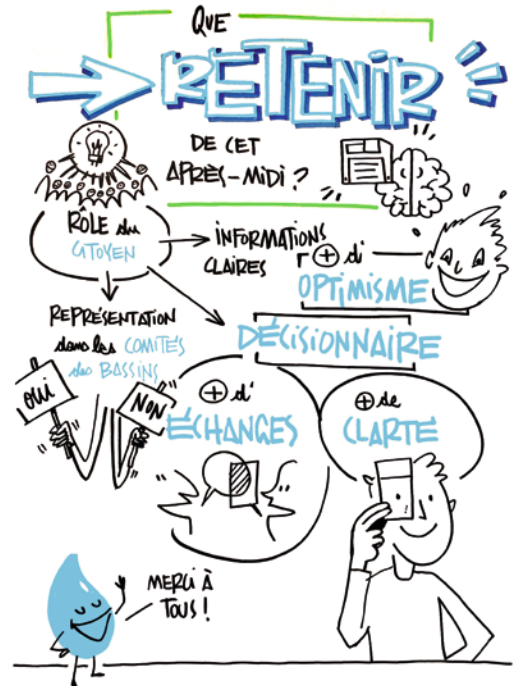 QUE
RETENIR
DE CET
APRÈS-MIDI ?
RÔLE du
CITOYEN
INFORMATIONS
CLAIRES
+ d'
OPTIMISME
REPRÉSENTATION
dans les COMITÉS
des BASSINS
DÉCISIONNAIRE
OUI
NON
+ d'
ÉCHANGES
+ de
CLARTÉ
MERCI À
TOUS !